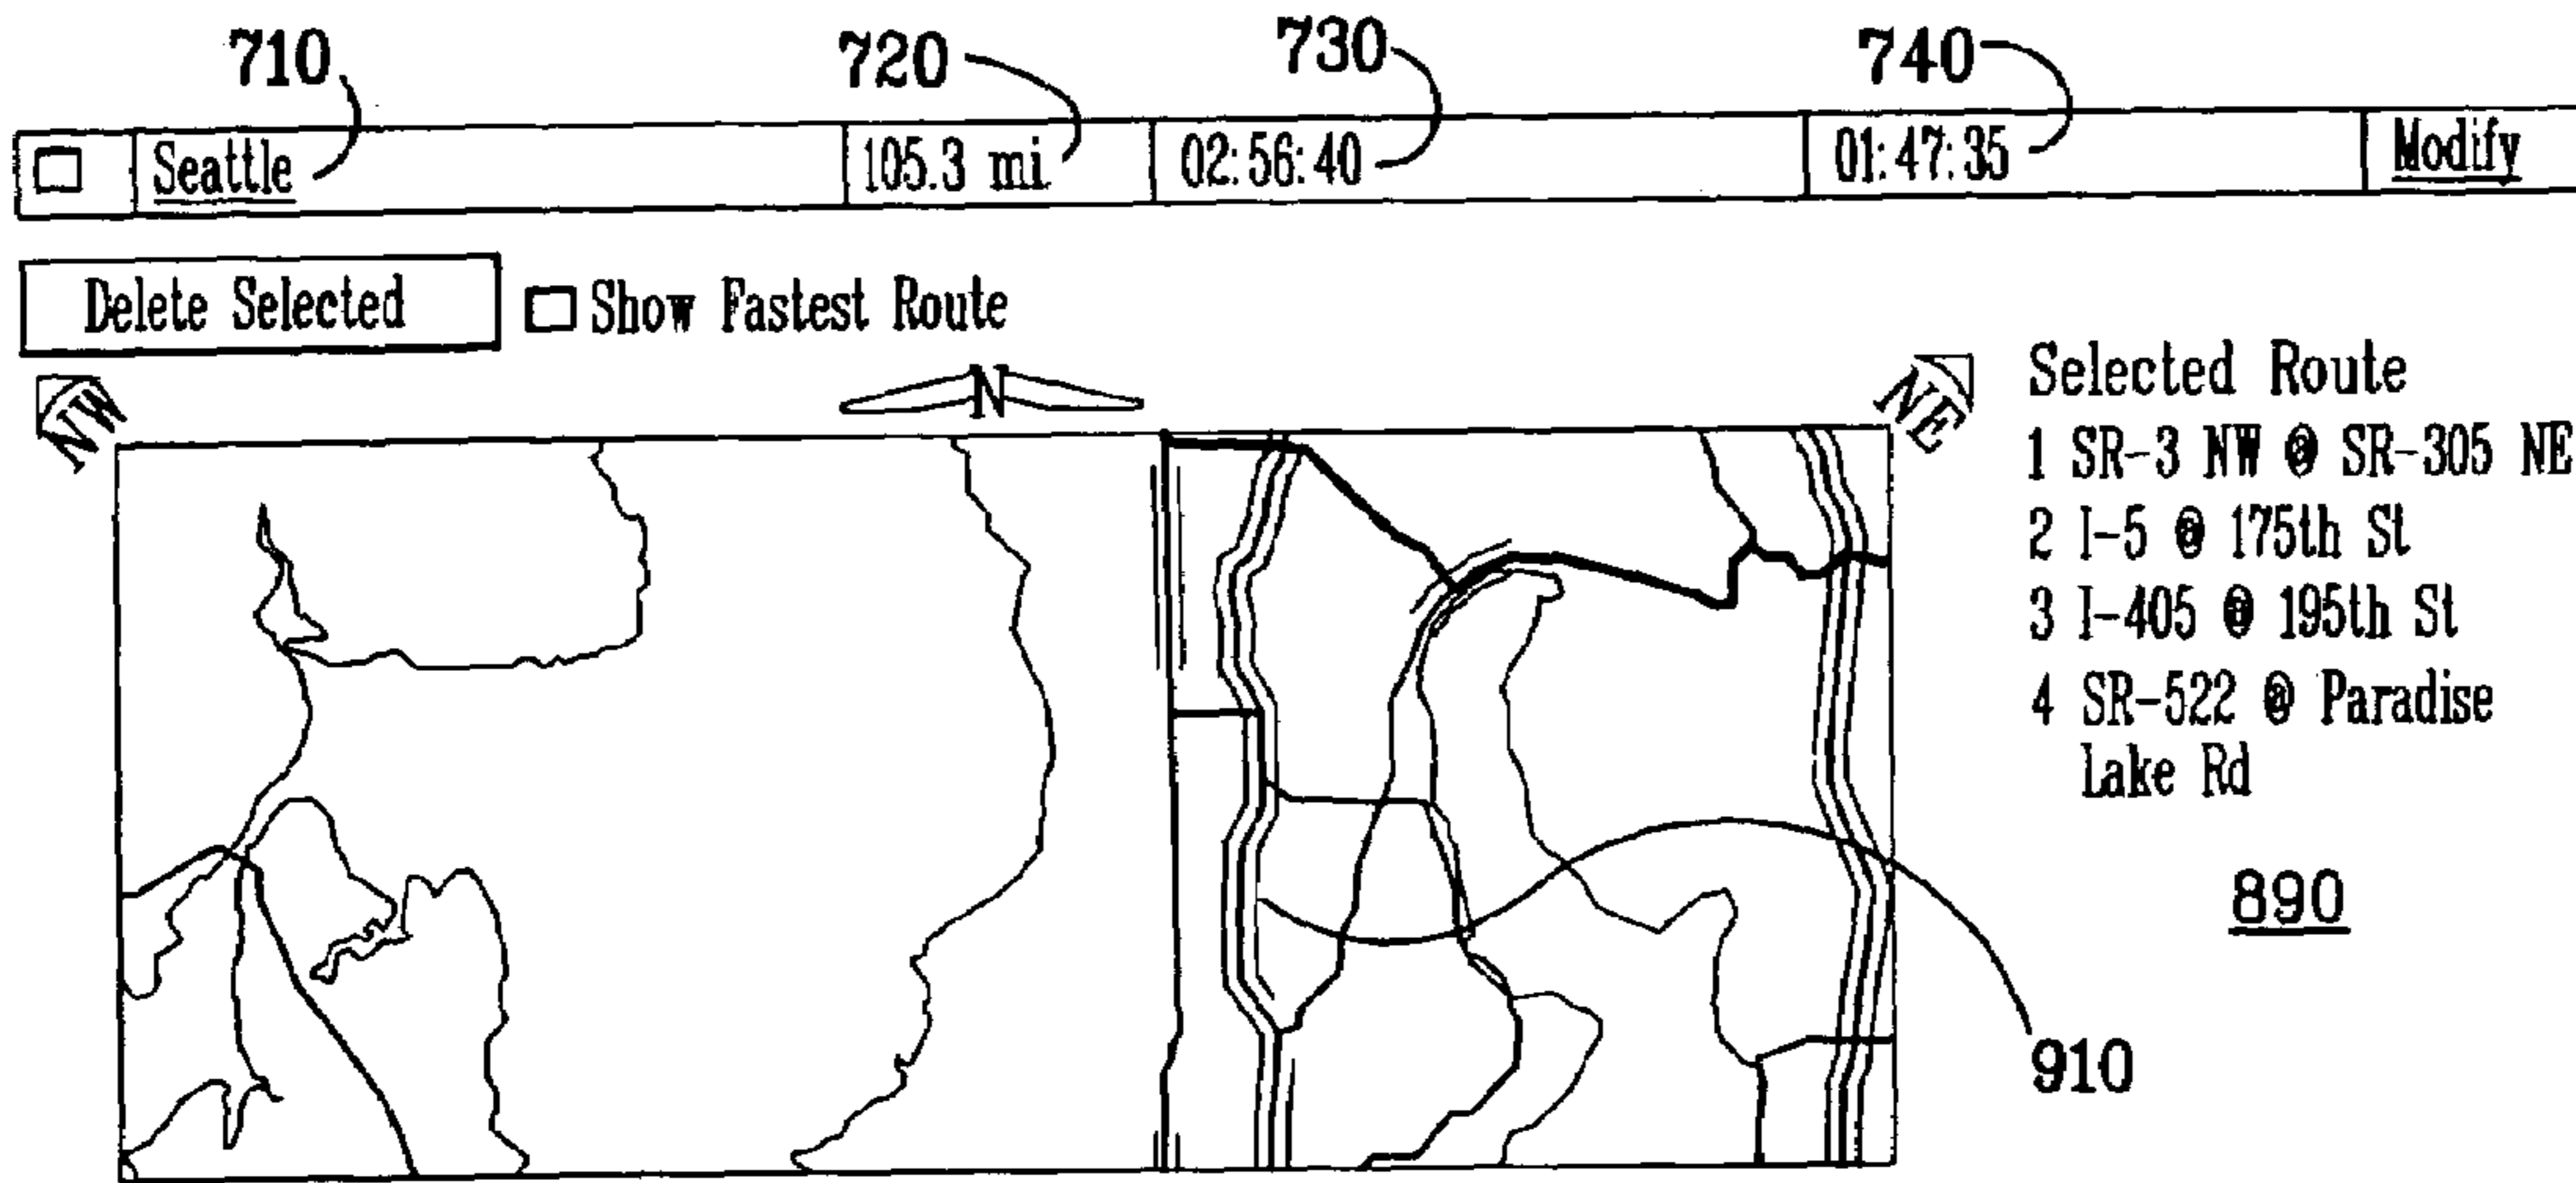 710 720 730 740
Seattle 105.3 mi 02:56:40 01:47:35 Modify
Delete Selected Show Fastest Route
NW N NE
Selected Route
1 SR-3 NW @ SR-305 NE
2 I-5 @ 175th St
3 I-405 @ 195th St
4 SR-522 @ Paradise
Lake Rd
890
910